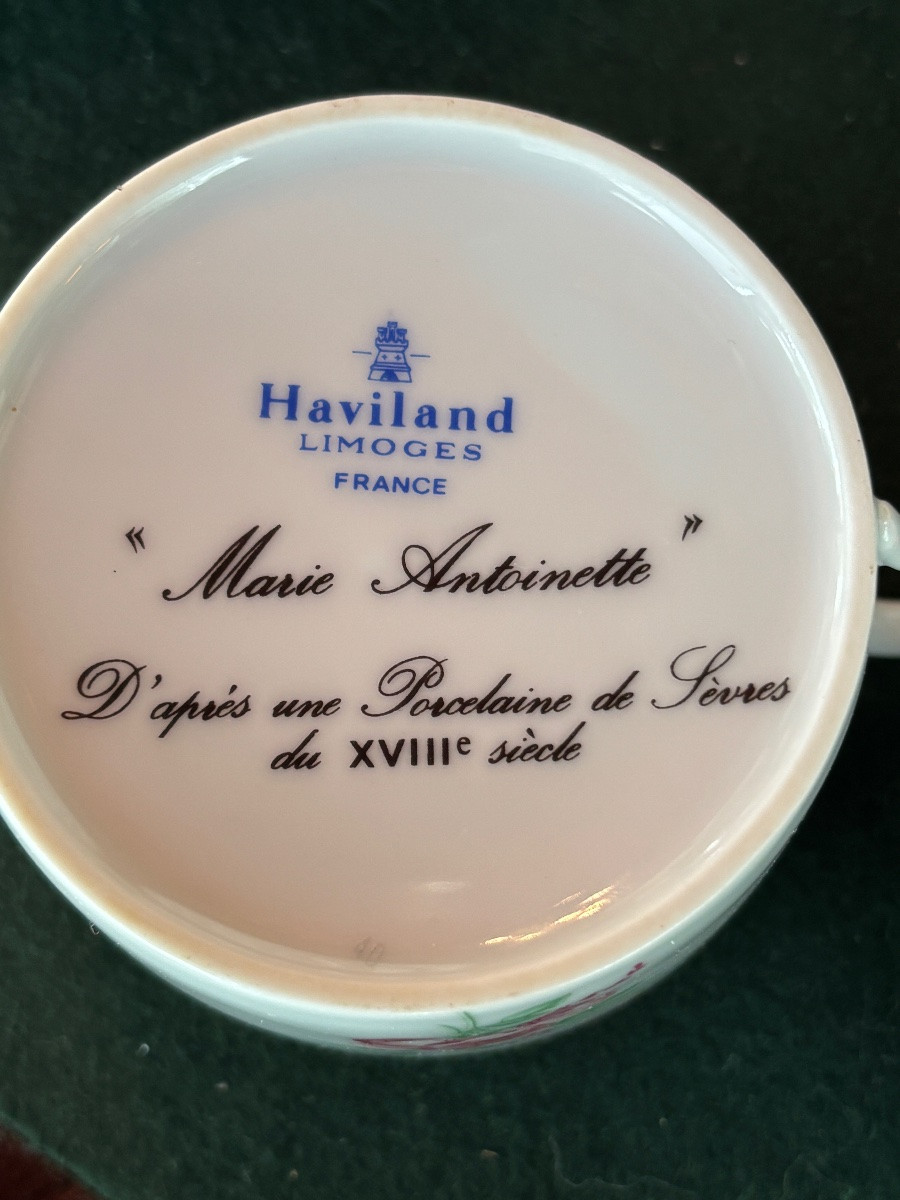 Haviland
LIMOGES
FRANCE
« Marie Antoinette »
D'après une Porcelaine de Sèvres
du XVIIIe siècle